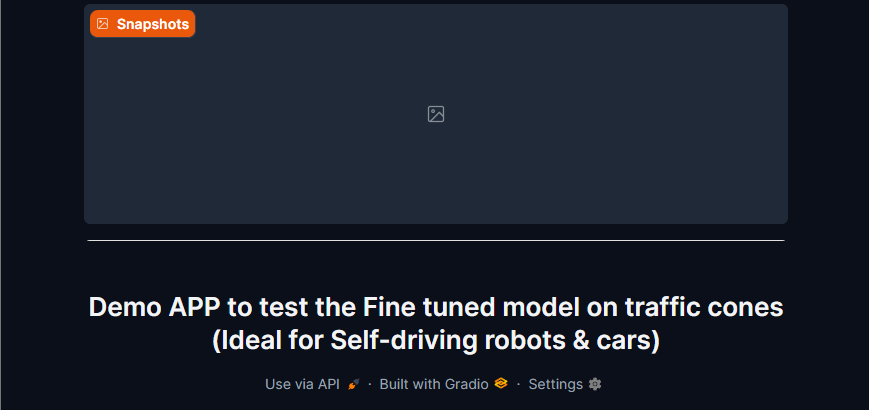 Snapshots
Demo APP to test the Fine tuned model on traffic cones
(Ideal for Self-driving robots & cars)
Use via API · Built with Gradio · Settings